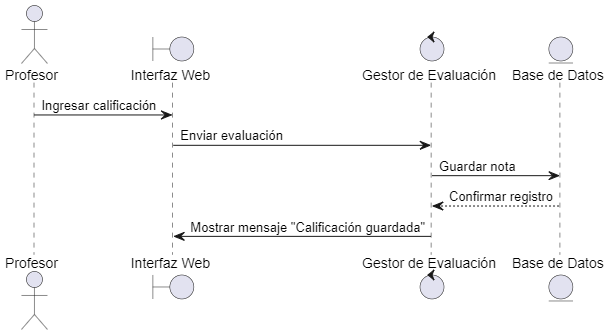 Profesor
Interfaz Web
Gestor de Evaluación
Base de Datos
Ingresar calificación
Enviar evaluación
Guardar nota
Confirmar registro
Mostrar mensaje "Calificación guardada"
Profesor
Interfaz Web
Gestor de Evaluación
Base de Datos